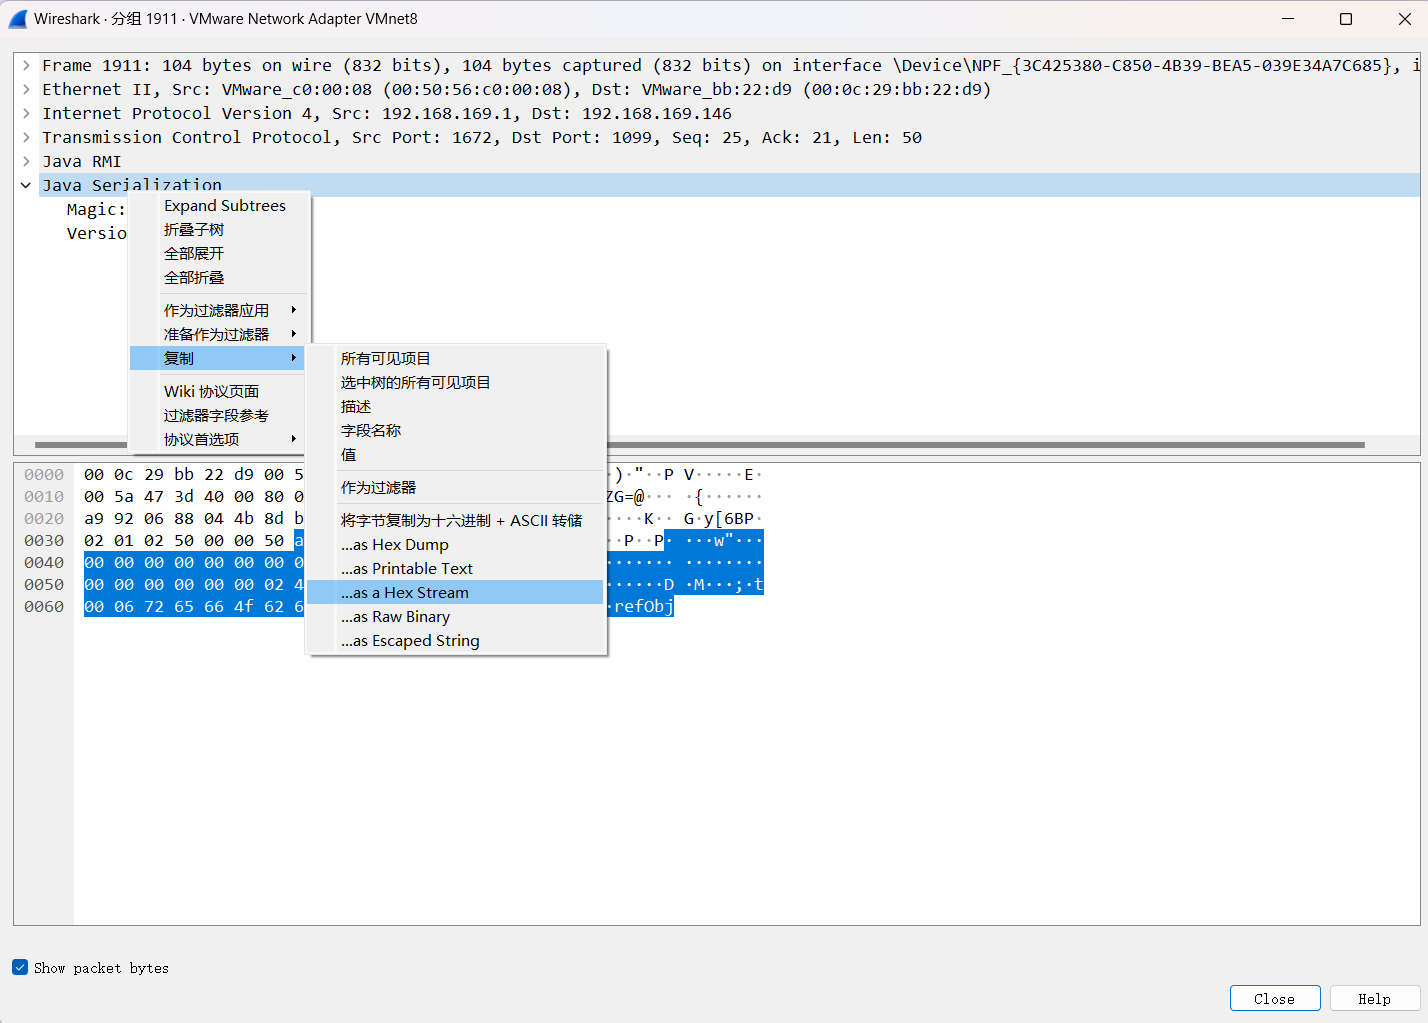 Wireshark · 分组 1911 · VMware Network Adapter VMnet8
Frame 1911: 104 bytes on wire (832 bits), 104 bytes captured (832 bits) on interface \Device\NPF_{3C425380-C850-4B39-BEA5-039E34A7C685}, i
Ethernet II, Src: VMware_c0:00:08 (00:50:56:c0:00:08), Dst: VMware_bb:22:d9 (00:0c:29:bb:22:d9)
Internet Protocol Version 4, Src: 192.168.169.1, Dst: 192.168.169.146
Transmission Control Protocol, Src Port: 1672, Dst Port: 1099, Seq: 25, Ack: 21, Len: 50
Java RMI
Java Serialization
Magic:
Versio
Expand Subtrees
折叠子树
全部展开
全部折叠
作为过滤器应用
准备作为过滤器
复制
Wiki 协议页面
过滤器字段参考
协议首选项
所有可见项目
选中树的所有可见项目
描述
字段名称
值
作为过滤器
将字节复制为十六进制 + ASCII 转储
...as Hex Dump
...as Printable Text
...as a Hex Stream
...as Raw Binary
...as Escaped String
0000 00 0c 29 bb 22 d9 00 5 ·)·"··P V·····E·
0010 00 5a 47 3d 40 00 80 0 ZG=@··· ·{······
0020 a9 92 06 88 04 4b 8d b ····K·· G·y[6BP·
0030 02 01 02 50 00 00 50 a ··P··P· ···w"···
0040 00 00 00 00 00 00 00 0 ······· ········
0050 00 00 00 00 00 00 02 4 ······D ·M···;·t
0060 00 06 72 65 66 4f 62 6 ·refObj
Show packet bytes
Close
Help